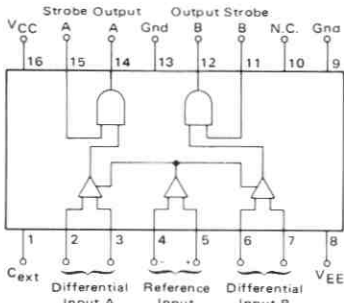 Strobe Output Output Strobe
VCC A A Gnd B B N.C. Gnd
16 15 14 13 12 11 10 9
1 2 3 4 - + 5 6 7 8
Cext Differential Reference Differential VEE
Input A Input Input B